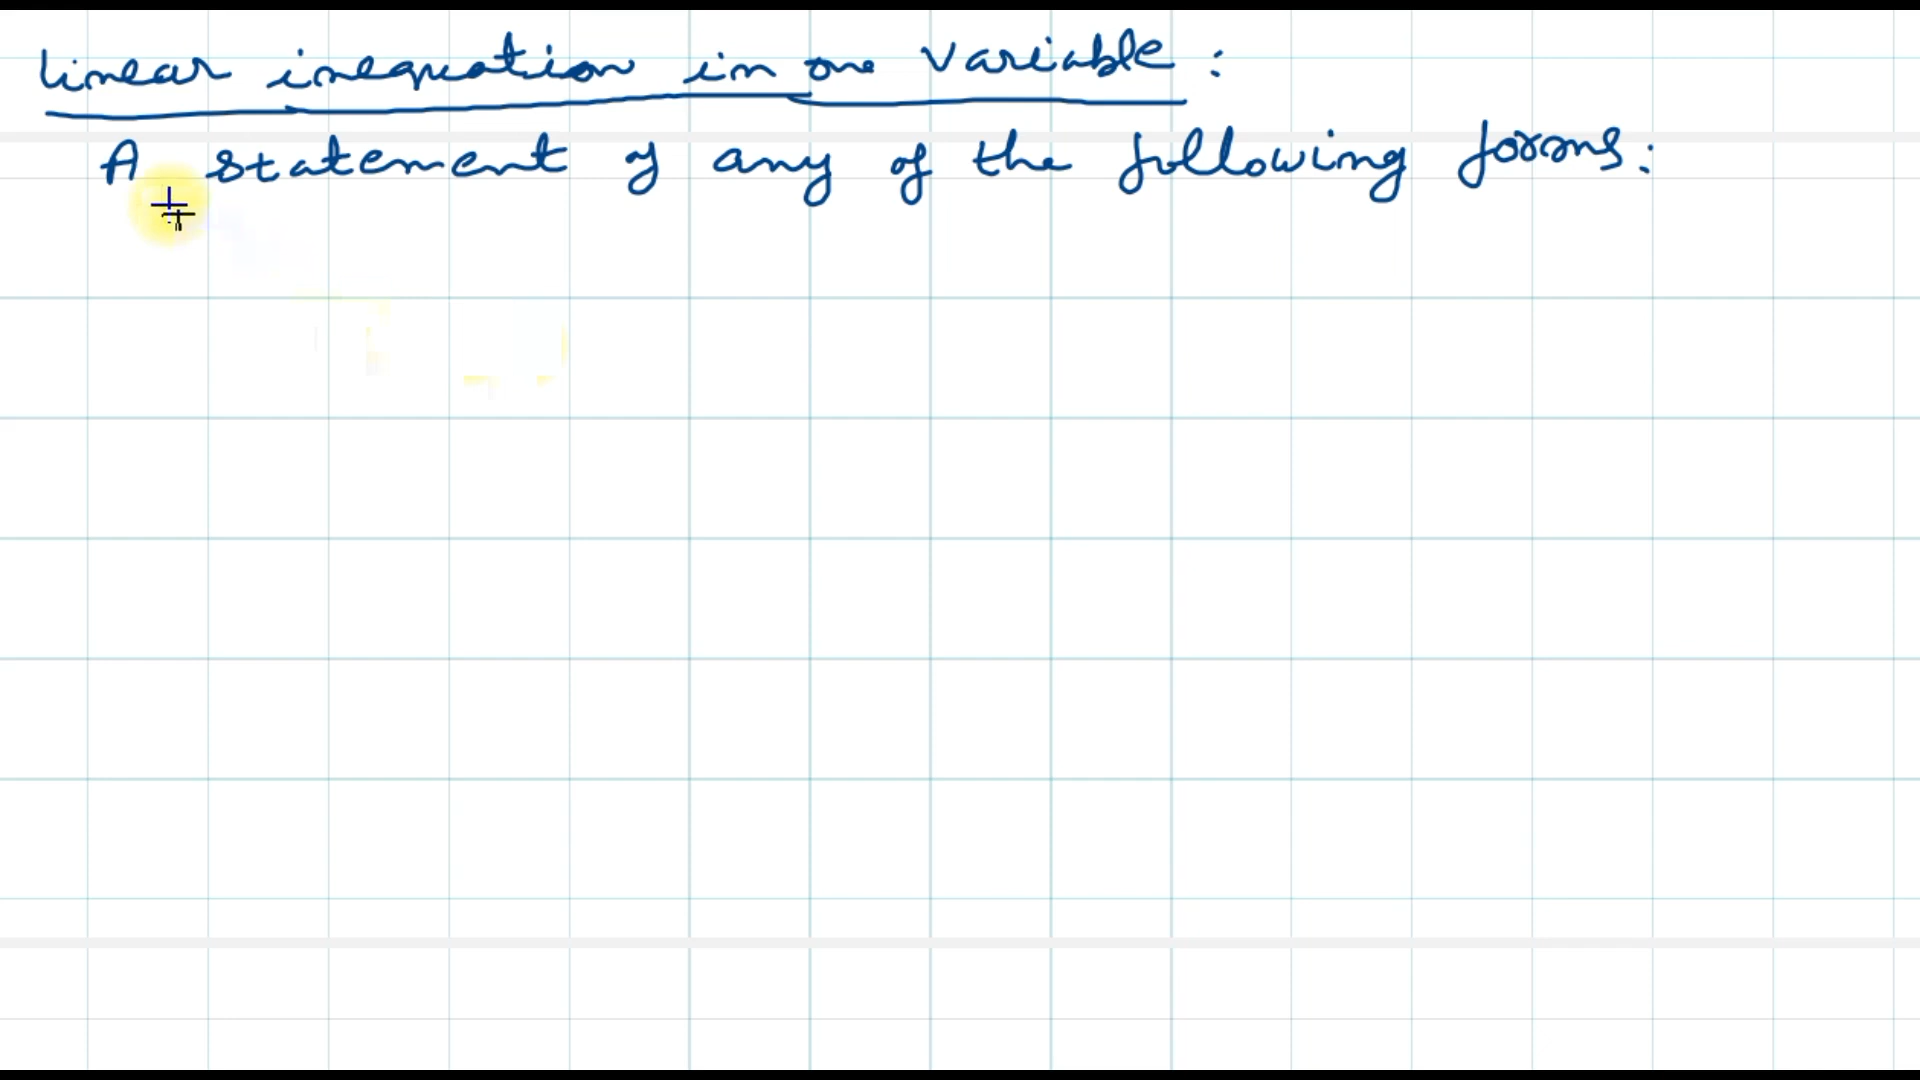 Linear inequation in one variable :
A statement of any of the following forms: